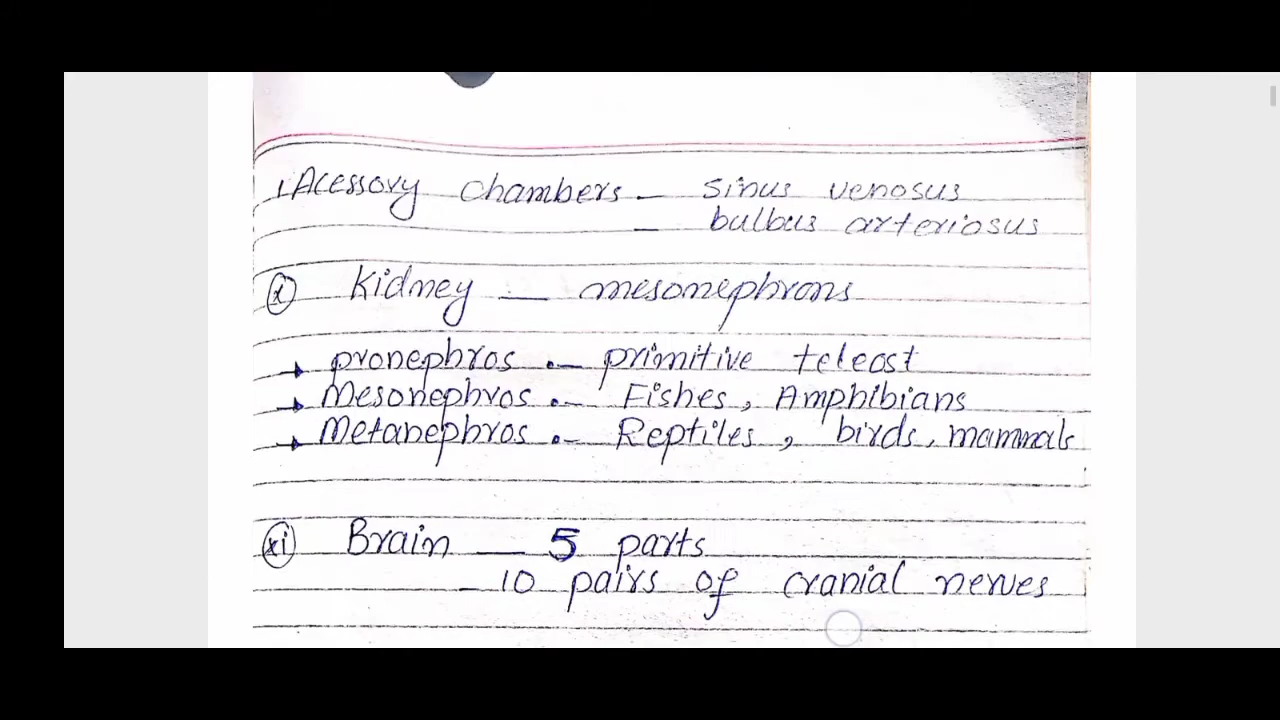 Acessory Chambers — sinus venosus
— bulbus arteriosus
(x) Kidney — mesonephrons
→ pronephros — primitive teleost
→ Mesonephros — Fishes, Amphibians
→ Metanephros — Reptiles, birds, mammals
(xi) Brain — 5 parts
— 10 pairs of cranial nerves